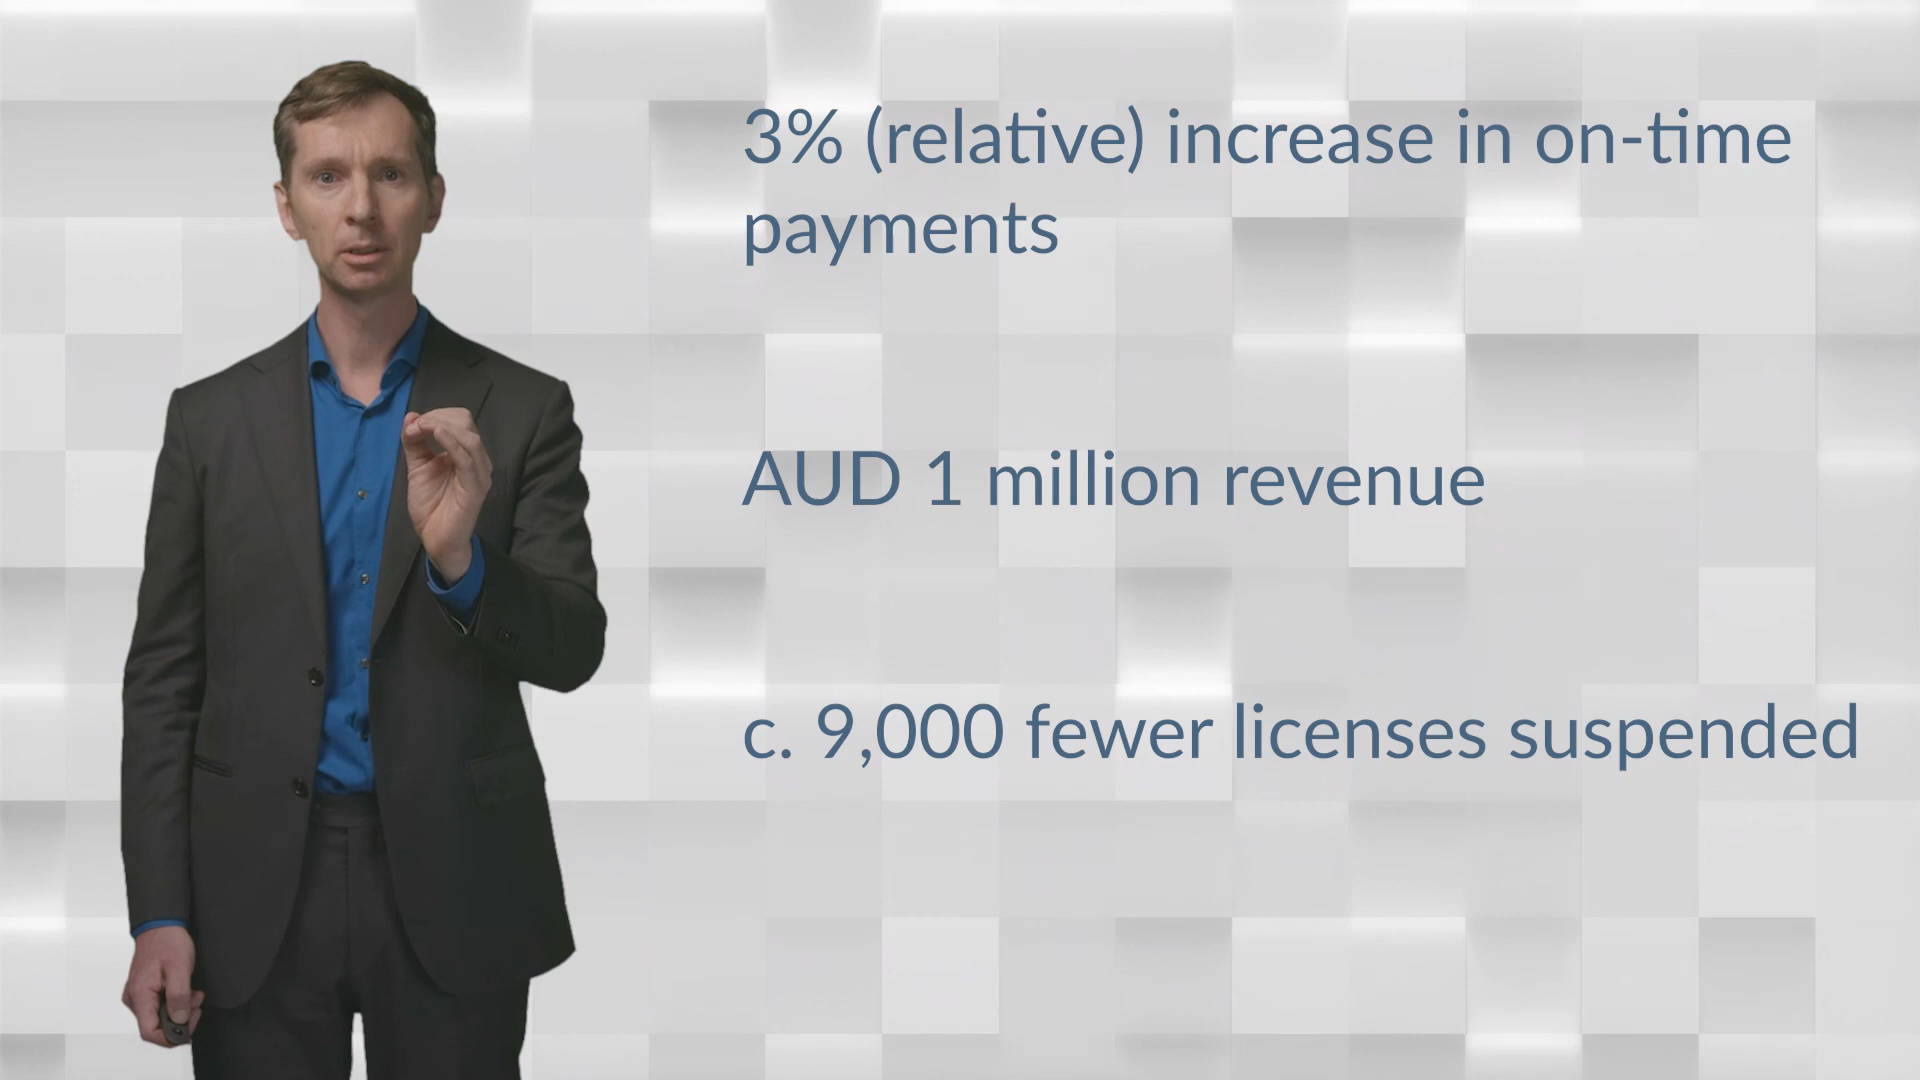 3% (relative) increase in on-time
payments
AUD 1 million revenue
c. 9,000 fewer licenses suspended